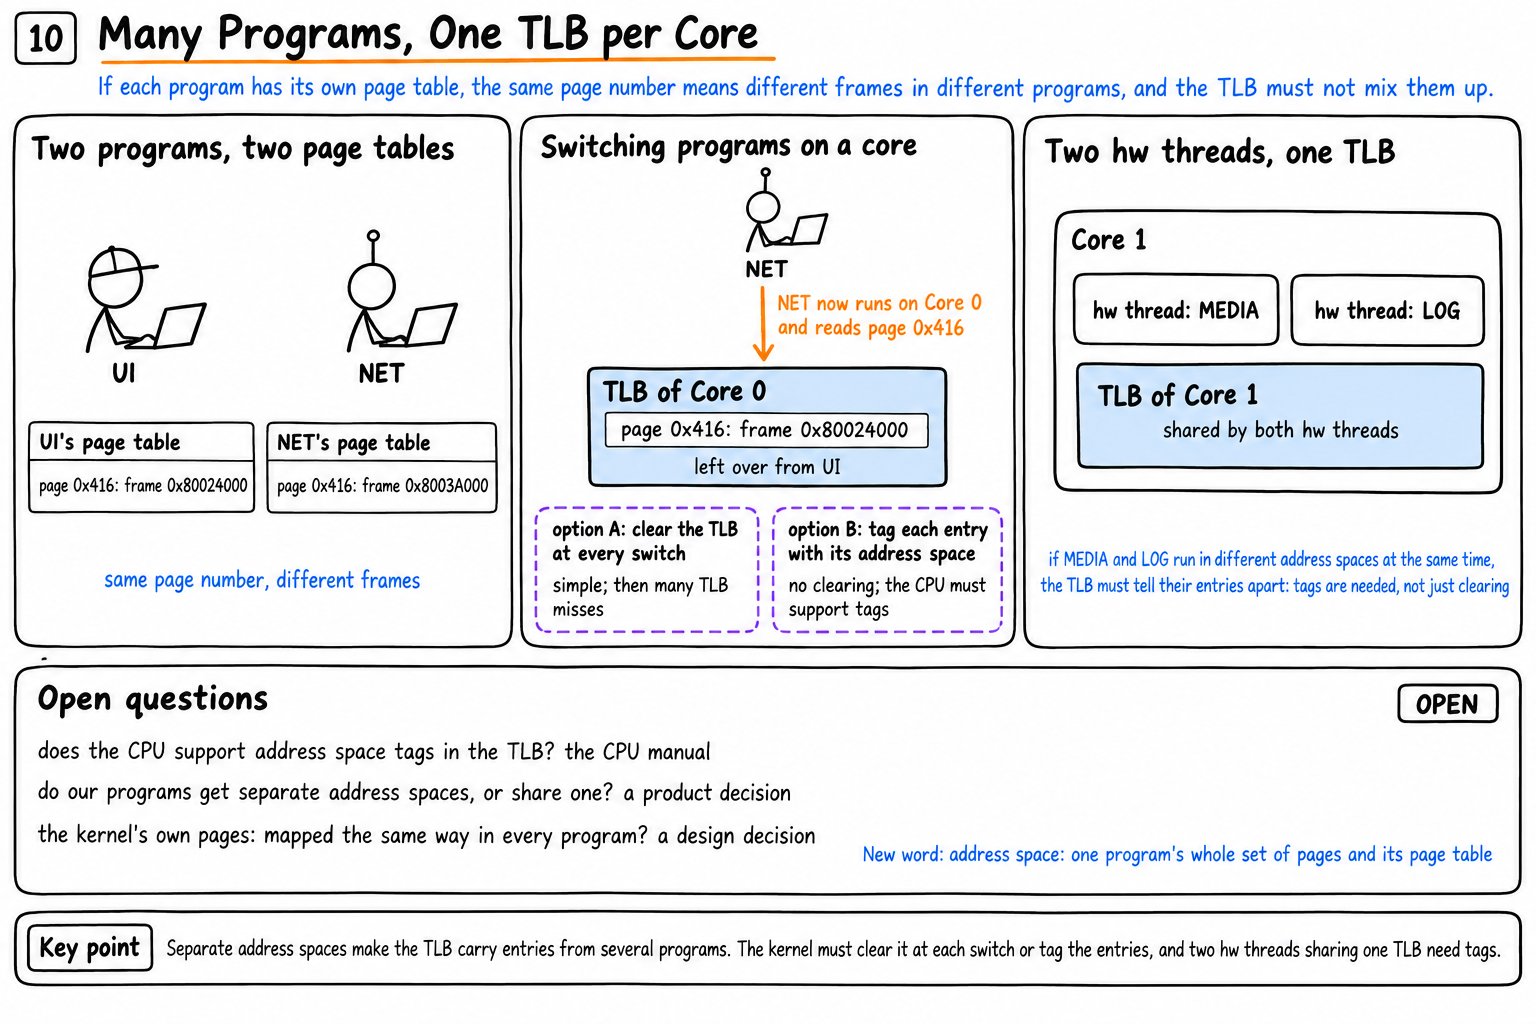 10
Many Programs, One TLB per Core
If each program has its own page table, the same page number means different frames in different programs, and the TLB must not mix them up.
Two programs, two page tables
UI
NET
UI's page table
page 0x416: frame 0x80024000
NET's page table
page 0x416: frame 0x8003A000
same page number, different frames
Switching programs on a core
NET
NET now runs on Core 0
and reads page 0x416
TLB of Core 0
page 0x416: frame 0x80024000
left over from UI
option A: clear the TLB
at every switch
simple; then many TLB
misses
option B: tag each entry
with its address space
no clearing; the CPU must
support tags
Two hw threads, one TLB
Core 1
hw thread: MEDIA
hw thread: LOG
TLB of Core 1
shared by both hw threads
if MEDIA and LOG run in different address spaces at the same time,
the TLB must tell their entries apart: tags are needed, not just clearing
Open questions
OPEN
does the CPU support address space tags in the TLB? the CPU manual
do our programs get separate address spaces, or share one? a product decision
the kernel's own pages: mapped the same way in every program? a design decision
New word: address space: one program's whole set of pages and its page table
Key point
Separate address spaces make the TLB carry entries from several programs. The kernel must clear it at each switch or tag the entries, and two hw threads sharing one TLB need tags.